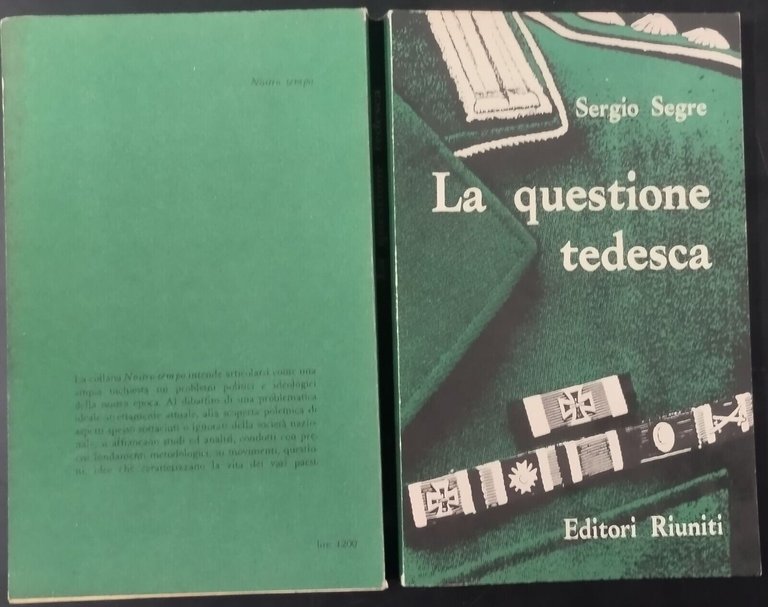 Nostro tempo
La collana Nostro tempo intende articolarsi come una
ampia inchiesta sui problemi politici e ideologici
della nostra epoca. Al dibattito di una problematica
ideale strettamente attuale, alla scoperta polemica di
aspetti spesso sottaciuti o ignorati della società nazio-
nale, si affiancano studi ed analisi, condotti con pre-
cisi fondamenti metodologici, su movimenti, questio-
ni, idee che caratterizzano la vita dei vari paesi.
lire 1.200
Sergio Segre
La questione
tedesca
Editori Riuniti